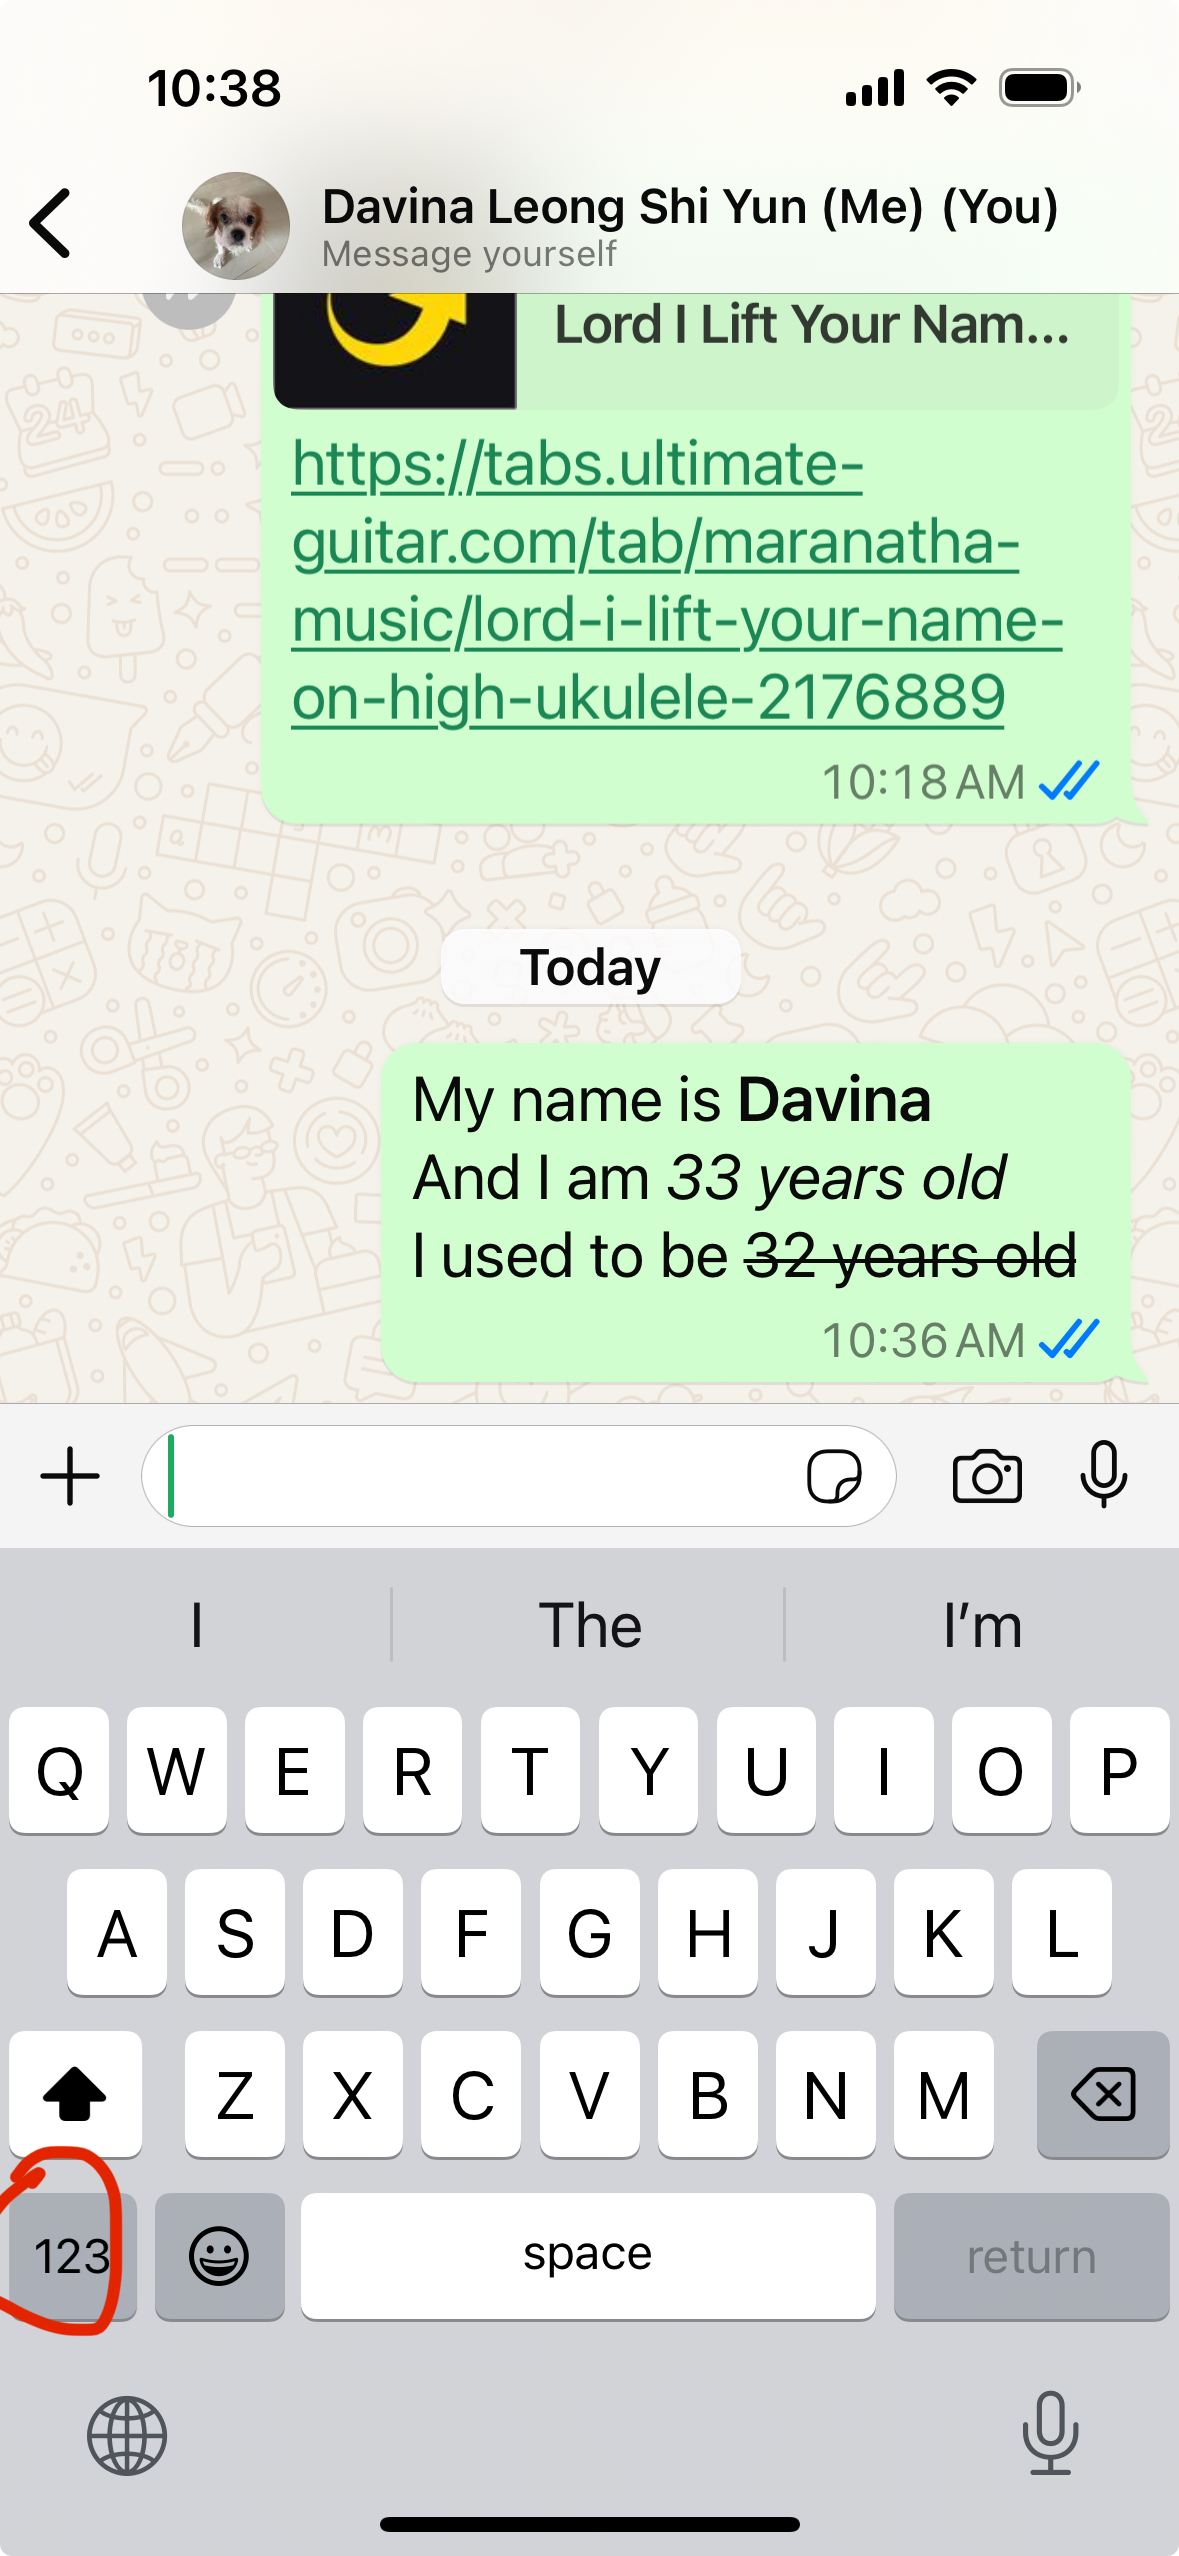 10:38
Davina Leong Shi Yun (Me) (You)
Message yourself
Lord I Lift Your Nam...
https://tabs.ultimate-
guitar.com/tab/maranatha-
music/lord-i-lift-your-name-
on-high-ukulele-2176889
10:18 AM
Today
My name is Davina
And I am 33 years old
I used to be 32 years old
10:36 AM
I The I’m
Q W E R T Y U I O P
A S D F G H J K L
Z X C V B N M
123 space return